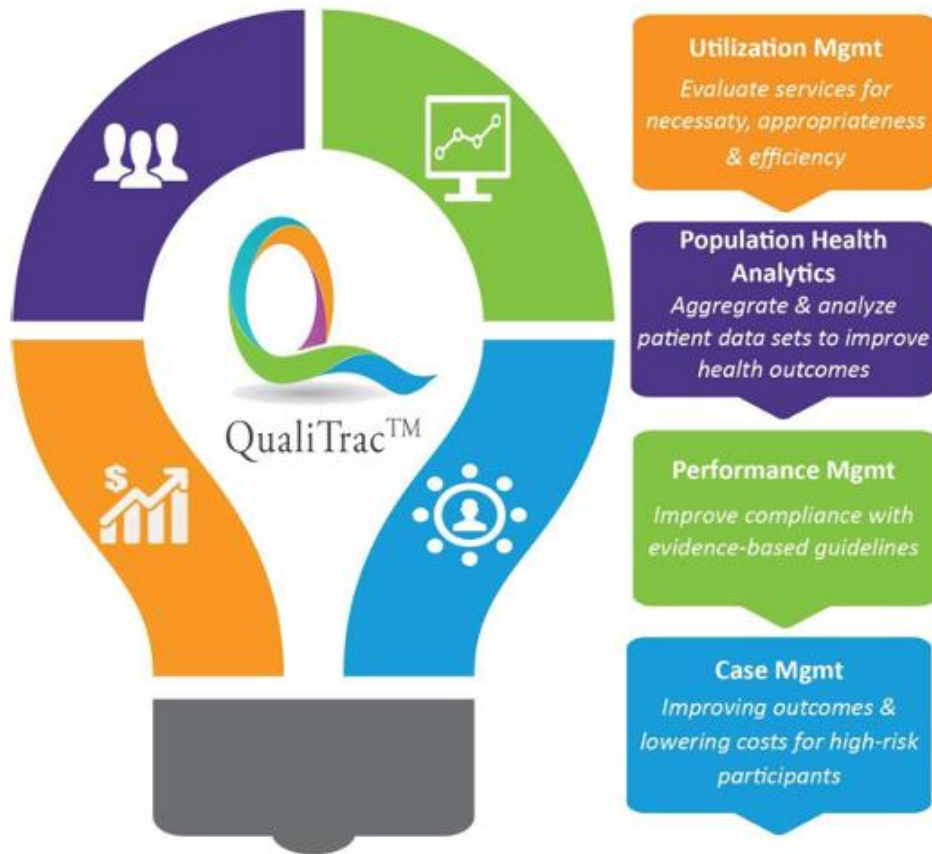 QualiTrac™
Utilization Mgmt
Evaluate services for
necessaty, appropriateness
& efficiency
Population Health
Analytics
Aggregrate & analyze
patient data sets to improve
health outcomes
Performance Mgmt
Improve compliance with
evidence-based guidelines
Case Mgmt
Improving outcomes &
lowering costs for high-risk
participants